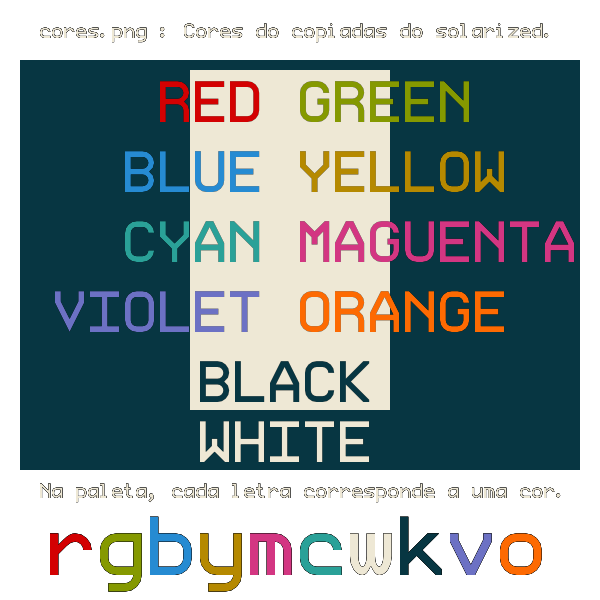 cores.png : Cores do copiadas do solarized.
RED GREEN
BLUE YELLOW
CYAN MAGUENTA
VIOLET ORANGE
BLACK
WHITE
Na paleta, cada letra corresponde a uma cor.
rgbymcwkvo